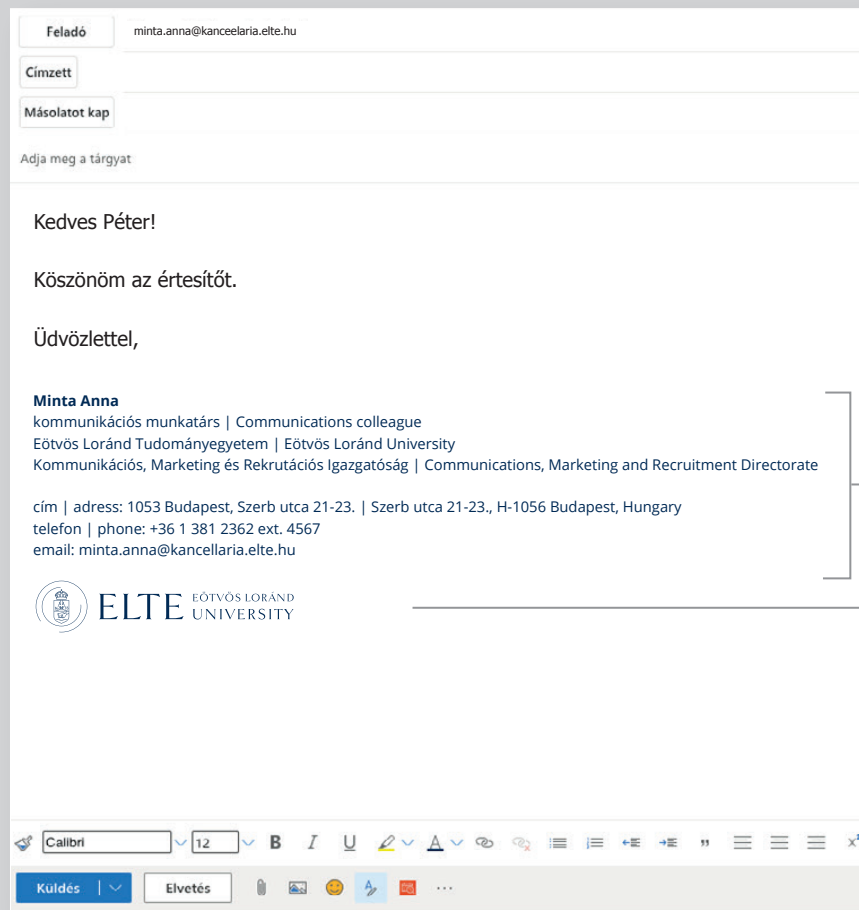 Feladó minta.anna@kanceelaria.elte.hu
Címzett
Másolatot kap
Adja meg a tárgyat
Kedves Péter!
Köszönöm az értesítőt.
Üdvözlettel,
Minta Anna
kommunikációs munkatárs | Communications colleague
Eötvös Loránd Tudományegyetem | Eötvös Loránd University
Kommunikációs, Marketing és Rekrutációs Igazgatóság | Communications, Marketing and Recruitment Directorate
cím | adress: 1053 Budapest, Szerb utca 21-23. | Szerb utca 21-23., H-1056 Budapest, Hungary
telefon | phone: +36 1 381 2362 ext. 4567
email: minta.anna@kancellaria.elte.hu
ELTE EÖTVÖS LORÁND
UNIVERSITY
Calibri 12 B I U A x²
Küldés Elvetés